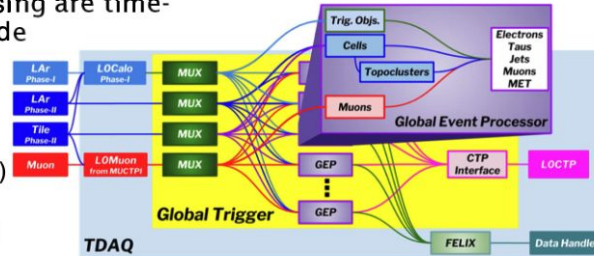 sing are time-
de
)
Trig. Objs.
Cells
Topoclusters
Muons
Electrons
Taus
Jets
Muons
MET
Global Event Processor
LAr
Phase-I
LAr
Phase-II
Tile
Phase-II
Muon
L0Calo
Phase-I
L0Muon
from MUCTPI
MUX
MUX
MUX
MUX
GEP
GEP
CTP
Interface
L0CTP
Global Trigger
TDAQ
FELIX
Data Handle